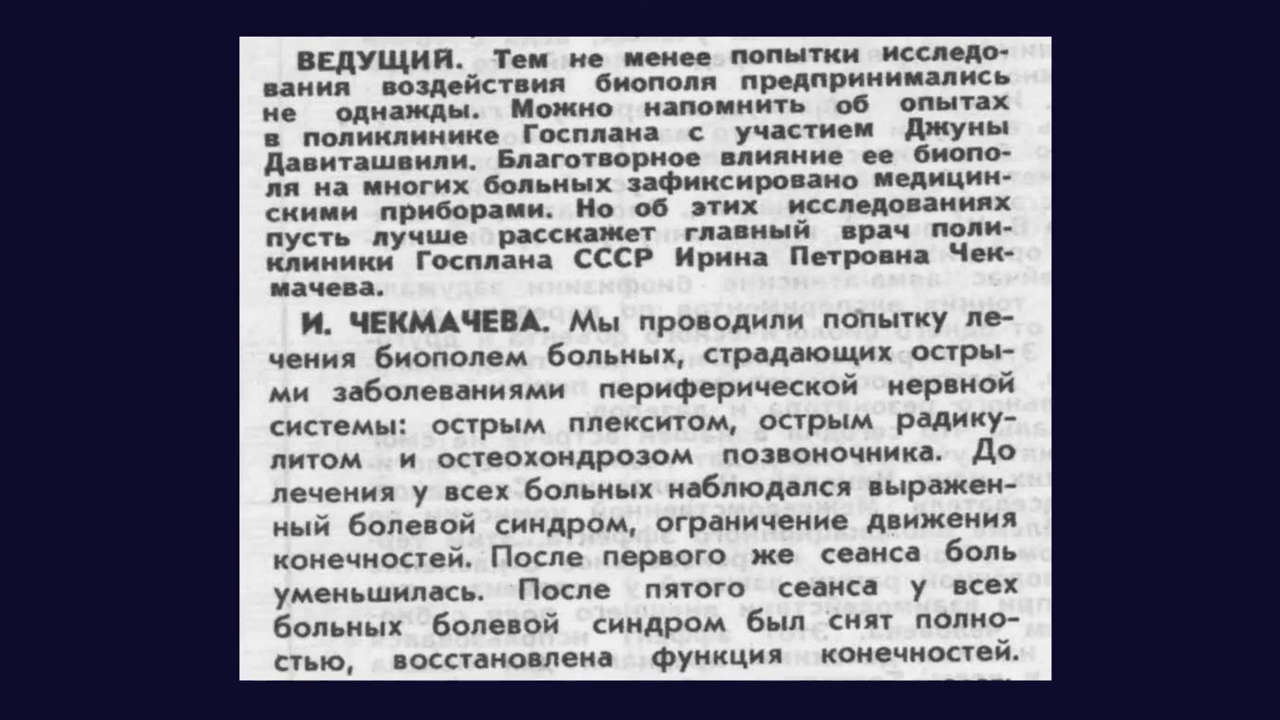 ВЕДУЩИЙ. Тем не менее попытки исследо-
вания воздействия биополя предпринимались
не однажды. Можно напомнить об опытах
в поликлинике Госплана с участием Джуны
Давиташвили. Благотворное влияние ее биопо-
ля на многих больных зафиксировано медицин-
скими приборами. Но об этих исследованиях
пусть лучше расскажет главный врач поли-
клиники Госплана СССР Ирина Петровна Чек-
мачева.
И. ЧЕКМАЧЕВА. Мы проводили попытку ле-
чения биополем больных, страдающих остры-
ми заболеваниями периферической нервной
системы: острым плекситом, острым радику-
литом и остеохондрозом позвоночника. До
лечения у всех больных наблюдался выражен-
ный болевой синдром, ограничение движения
конечностей. После первого же сеанса боль
уменьшилась. После пятого сеанса у всех
больных болевой синдром был снят полно-
стью, восстановлена функция конечностей.